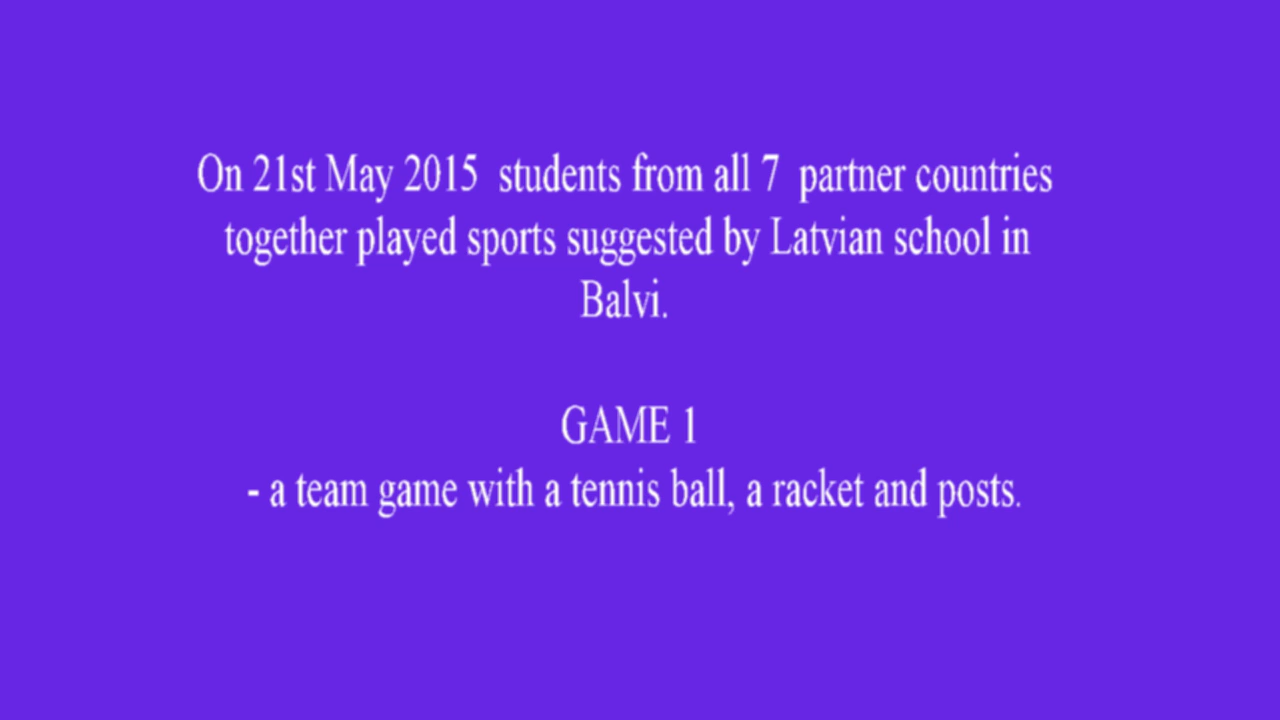 On 21st May 2015 students from all 7 partner countries
together played sports suggested by Latvian school in
Balvi.
GAME 1
- a team game with a tennis ball, a racket and posts.